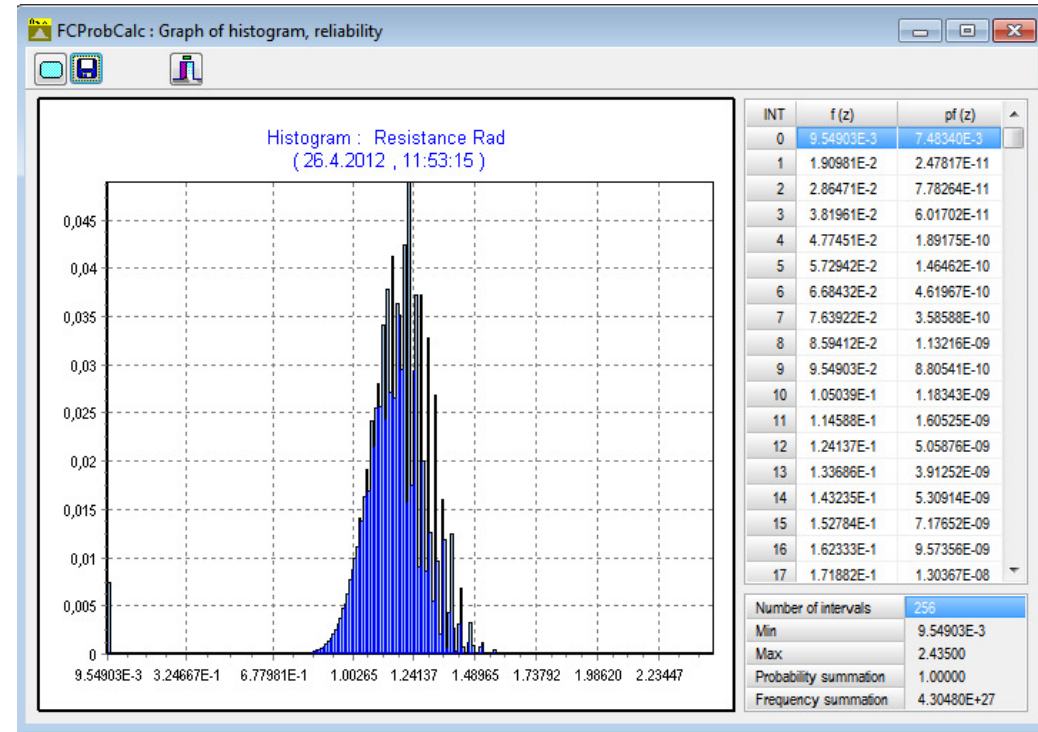 FCProbCalc : Graph of histogram, reliability
Histogram : Resistance Rad
( 26.4.2012 , 11:53:15 )
0,045
0,04
0,035
0,03
0,025
0,02
0,015
0,01
0,005
0
9.54903E-3 3.24667E-1 6.77981E-1 1.00265 1.24137 1.48965 1.73792 1.98620 2.23447
INT f (z) pf (z)
0 9.54903E-3 7.48340E-3
1 1.90981E-2 2.47817E-11
2 2.86471E-2 7.78264E-11
3 3.81961E-2 6.01702E-11
4 4.77451E-2 1.89175E-10
5 5.72942E-2 1.46462E-10
6 6.68432E-2 4.61967E-10
7 7.63922E-2 3.58588E-10
8 8.59412E-2 1.13216E-09
9 9.54903E-2 8.80541E-10
10 1.05039E-1 1.18343E-09
11 1.14588E-1 1.60525E-09
12 1.24137E-1 5.05876E-09
13 1.33686E-1 3.91252E-09
14 1.43235E-1 5.30914E-09
15 1.52784E-1 7.17652E-09
16 1.62333E-1 9.57356E-09
17 1.71882E-1 1.30367E-08
Number of intervals 256
Min 9.54903E-3
Max 2.43500
Probability summation 1.00000
Frequency summation 4.30480E+27